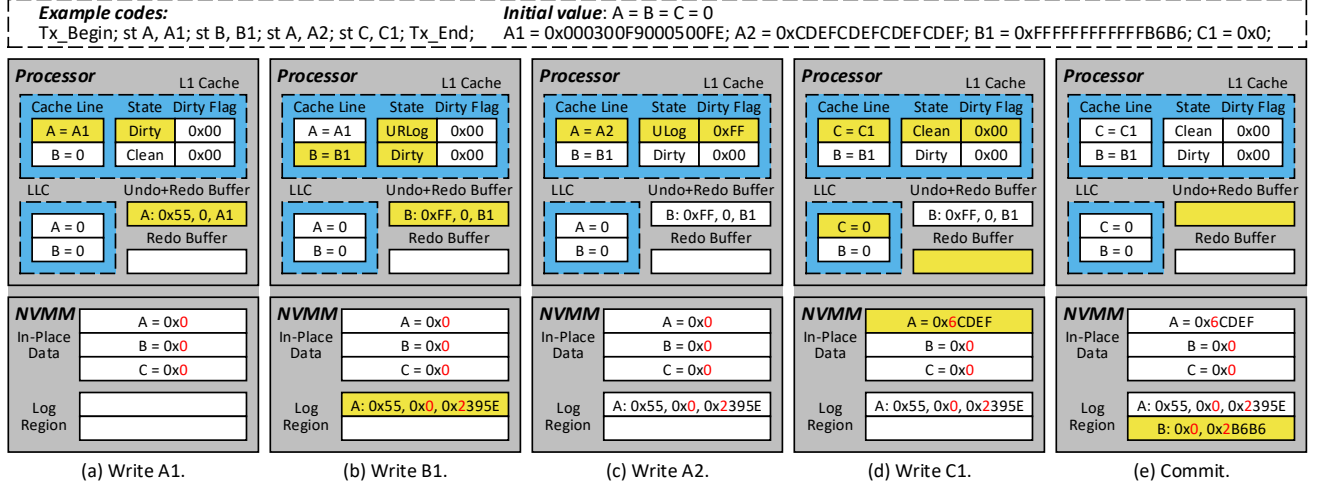 Example codes:
Tx_Begin; st A, A1; st B, B1; st A, A2; st C, C1; Tx_End;
Initial value: A = B = C = 0
A1 = 0x000300F9000500FE; A2 = 0xCDEFCDEFCDEFCDEF; B1 = 0xFFFFFFFFFFFFB6B6; C1 = 0x0;
Processor
L1 Cache
Cache Line State Dirty Flag
A = A1 Dirty 0x00
B = 0 Clean 0x00
LLC Undo+Redo Buffer
A: 0x55, 0, A1
A = 0
Redo Buffer
B = 0
NVMM
In-Place Data
A = 0x0
B = 0x0
C = 0x0
Log Region
(a) Write A1.
Processor
L1 Cache
Cache Line State Dirty Flag
A = A1 URLog 0x00
B = B1 Dirty 0x00
LLC Undo+Redo Buffer
B: 0xFF, 0, B1
A = 0
Redo Buffer
B = 0
NVMM
In-Place Data
A = 0x0
B = 0x0
C = 0x0
Log Region
A: 0x55, 0x0, 0x2395E
(b) Write B1.
Processor
L1 Cache
Cache Line State Dirty Flag
A = A2 ULog 0xFF
B = B1 Dirty 0x00
LLC Undo+Redo Buffer
B: 0xFF, 0, B1
A = 0
Redo Buffer
B = 0
NVMM
In-Place Data
A = 0x0
B = 0x0
C = 0x0
Log Region
A: 0x55, 0x0, 0x2395E
(c) Write A2.
Processor
L1 Cache
Cache Line State Dirty Flag
C = C1 Clean 0x00
B = B1 Dirty 0x00
LLC Undo+Redo Buffer
B: 0xFF, 0, B1
C = 0
Redo Buffer
B = 0
NVMM
In-Place Data
A = 0x6CDEF
B = 0x0
C = 0x0
Log Region
A: 0x55, 0x0, 0x2395E
(d) Write C1.
Processor
L1 Cache
Cache Line State Dirty Flag
C = C1 Clean 0x00
B = B1 Dirty 0x00
LLC Undo+Redo Buffer
C = 0
Redo Buffer
B = 0
NVMM
In-Place Data
A = 0x6CDEF
B = 0x0
C = 0x0
Log Region
A: 0x55, 0x0, 0x2395E
B: 0x0, 0x2B6B6
(e) Commit.